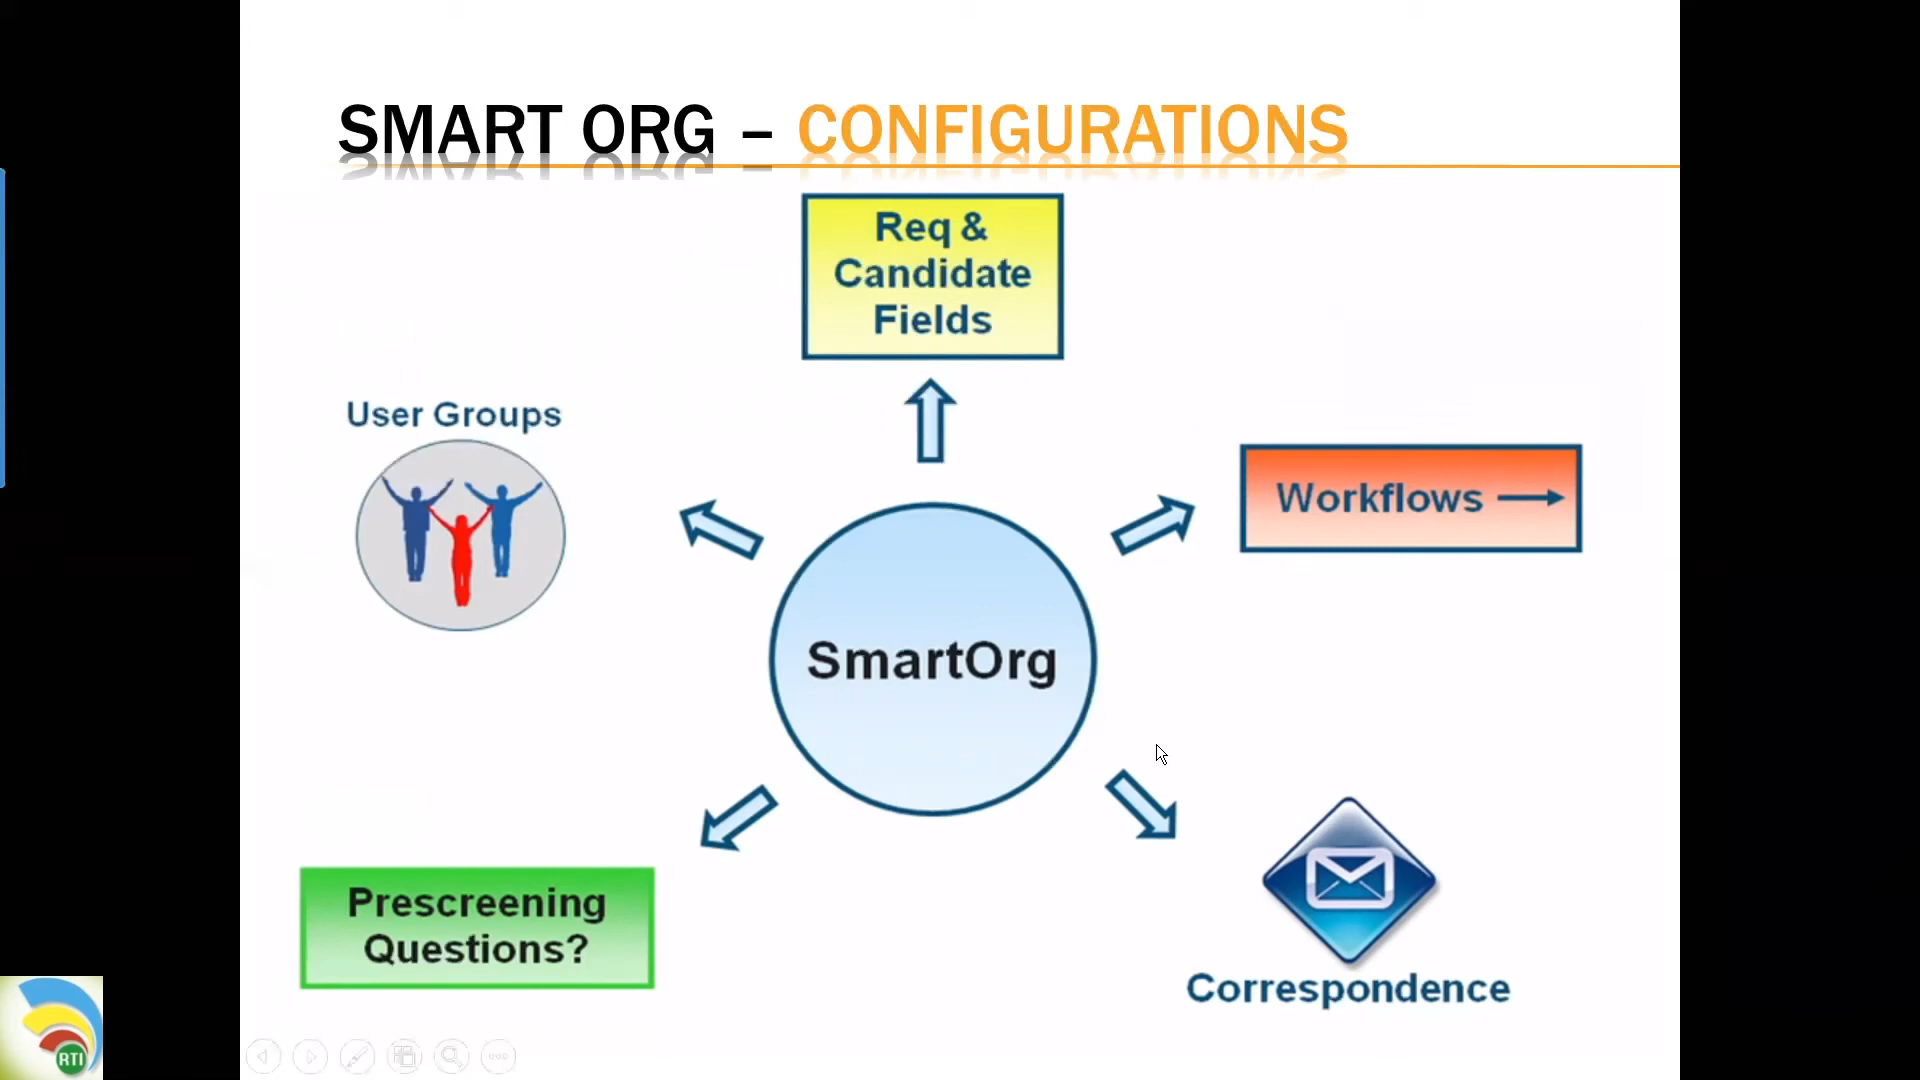 SMART ORG – CONFIGURATIONS
Req &
Candidate
Fields
User Groups
Workflows
SmartOrg
Prescreening
Questions?
Correspondence
RTI